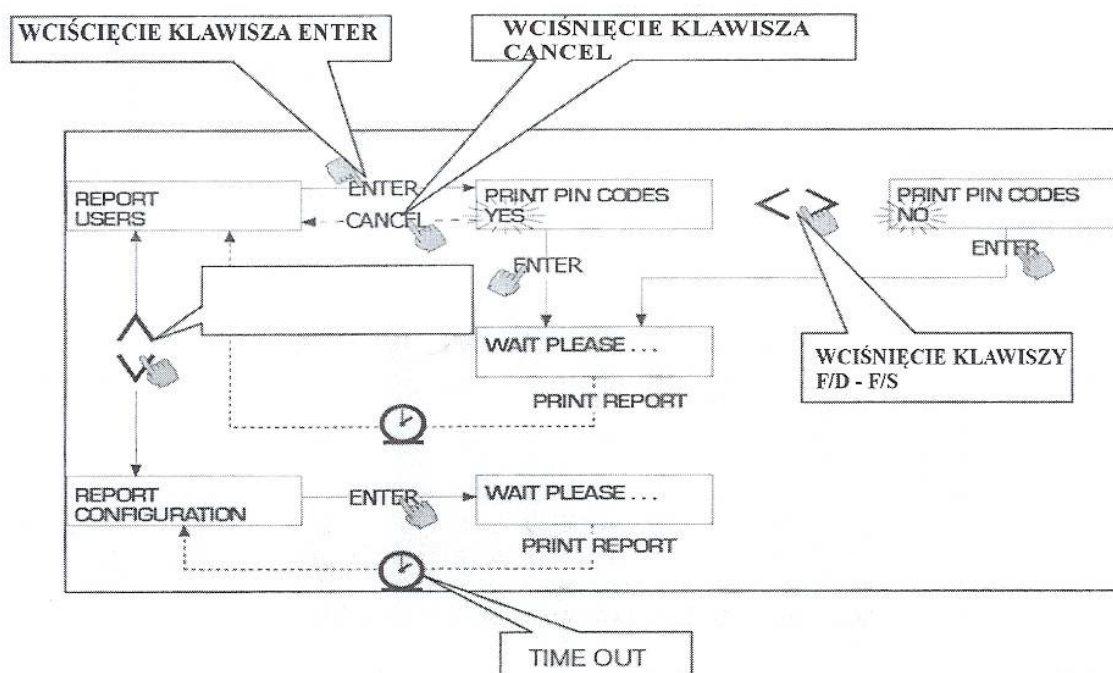 WCIŚCIĘCIE KLAWISZA ENTER
WCIŚNIĘCIE KLAWISZA
CANCEL
REPORT
USERS
ENTER
CANCEL
PRINT PIN CODES
YES
PRINT PIN CODES
NO
ENTER
ENTER
WAIT PLEASE . . .
WCIŚNIĘCIE KLAWISZY
F/D - F/S
PRINT REPORT
REPORT
CONFIGURATION
ENTER
WAIT PLEASE . . .
PRINT REPORT
TIME OUT